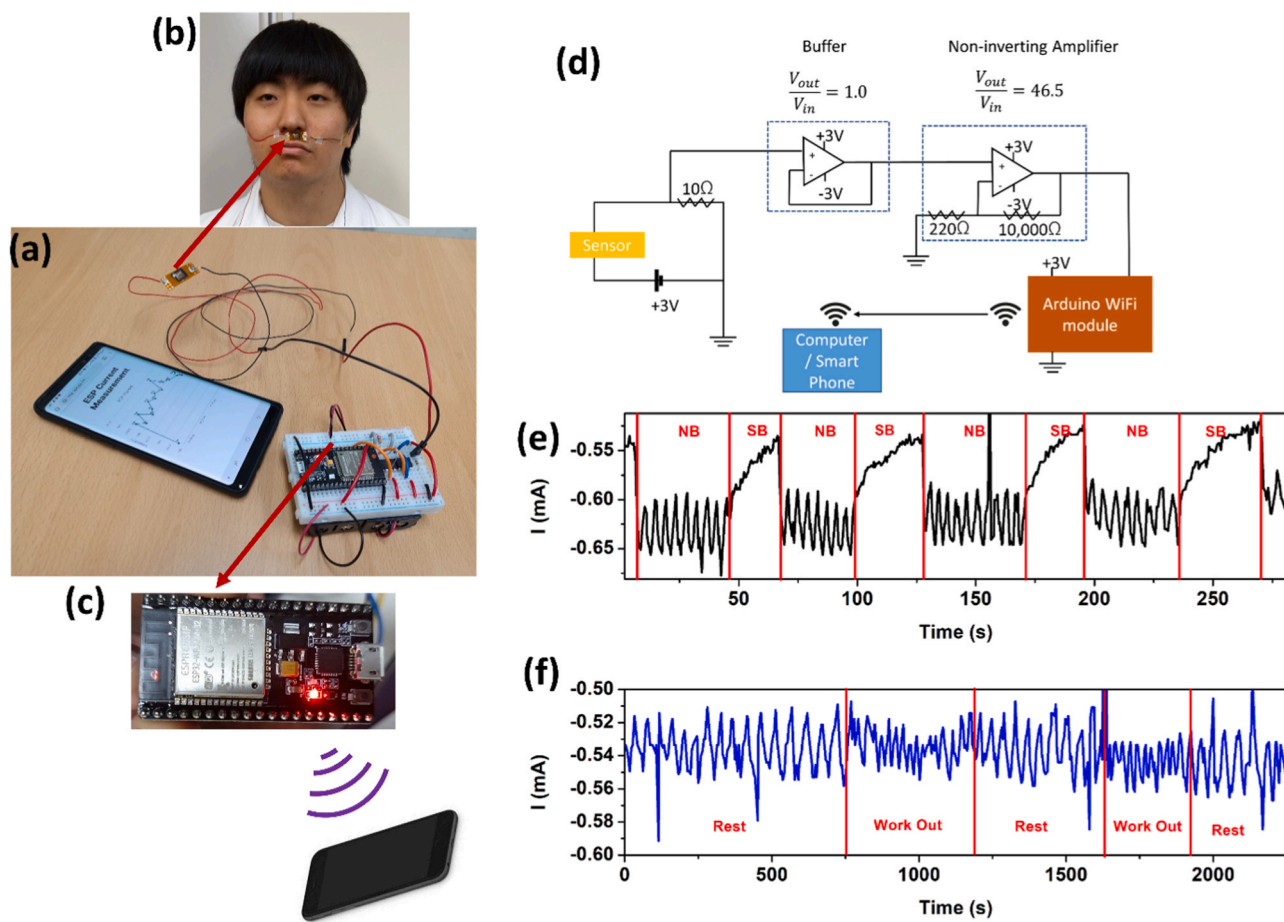 (b)
(a)
ESP Current
Measurement
(c)
(d)
Buffer
Non-inverting Amplifier
V_out/V_in = 1.0
V_out/V_in = 46.5
+3V
+3V
+
-
+
-
-3V
-3V
10Ω
220Ω
10,000Ω
Sensor
+3V
+3V
Arduino WiFi
module
Computer
/ Smart
Phone
(e)
NB
SB
NB
SB
NB
SB
NB
SB
I (mA)
-0.55
-0.60
-0.65
50
100
150
200
250
Time (s)
(f)
I (mA)
-0.50
-0.52
-0.54
-0.56
-0.58
-0.60
Rest
Work Out
Rest
Work Out
Rest
0
500
1000
1500
2000
Time (s)